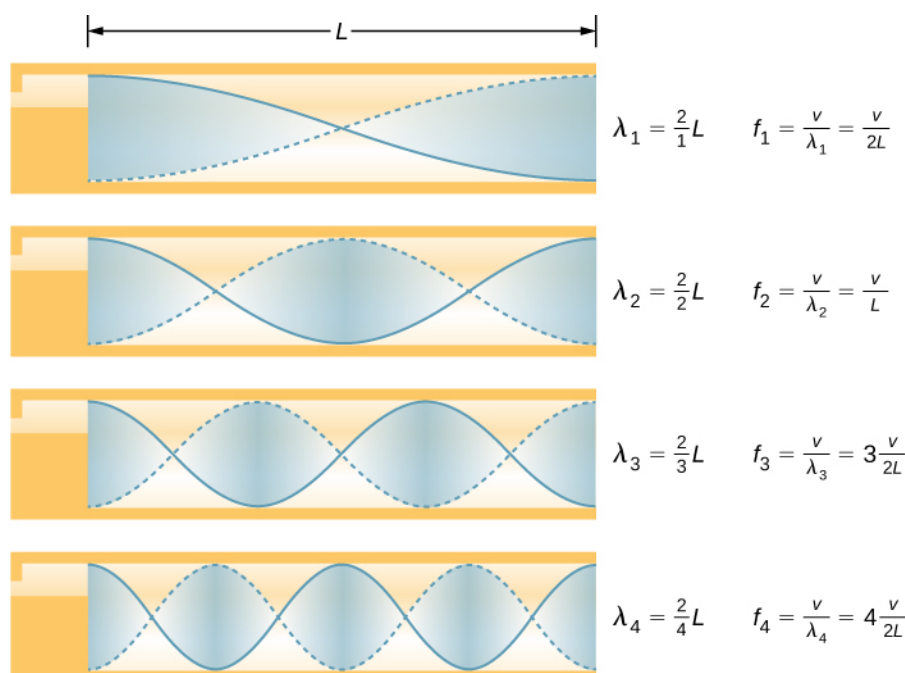 L
λ₁ = 2/1 L    f₁ = v/λ₁ = v/2L
λ₂ = 2/2 L    f₂ = v/λ₂ = v/L
λ₃ = 2/3 L    f₃ = v/λ₃ = 3 v/2L
λ₄ = 2/4 L    f₄ = v/λ₄ = 4 v/2L